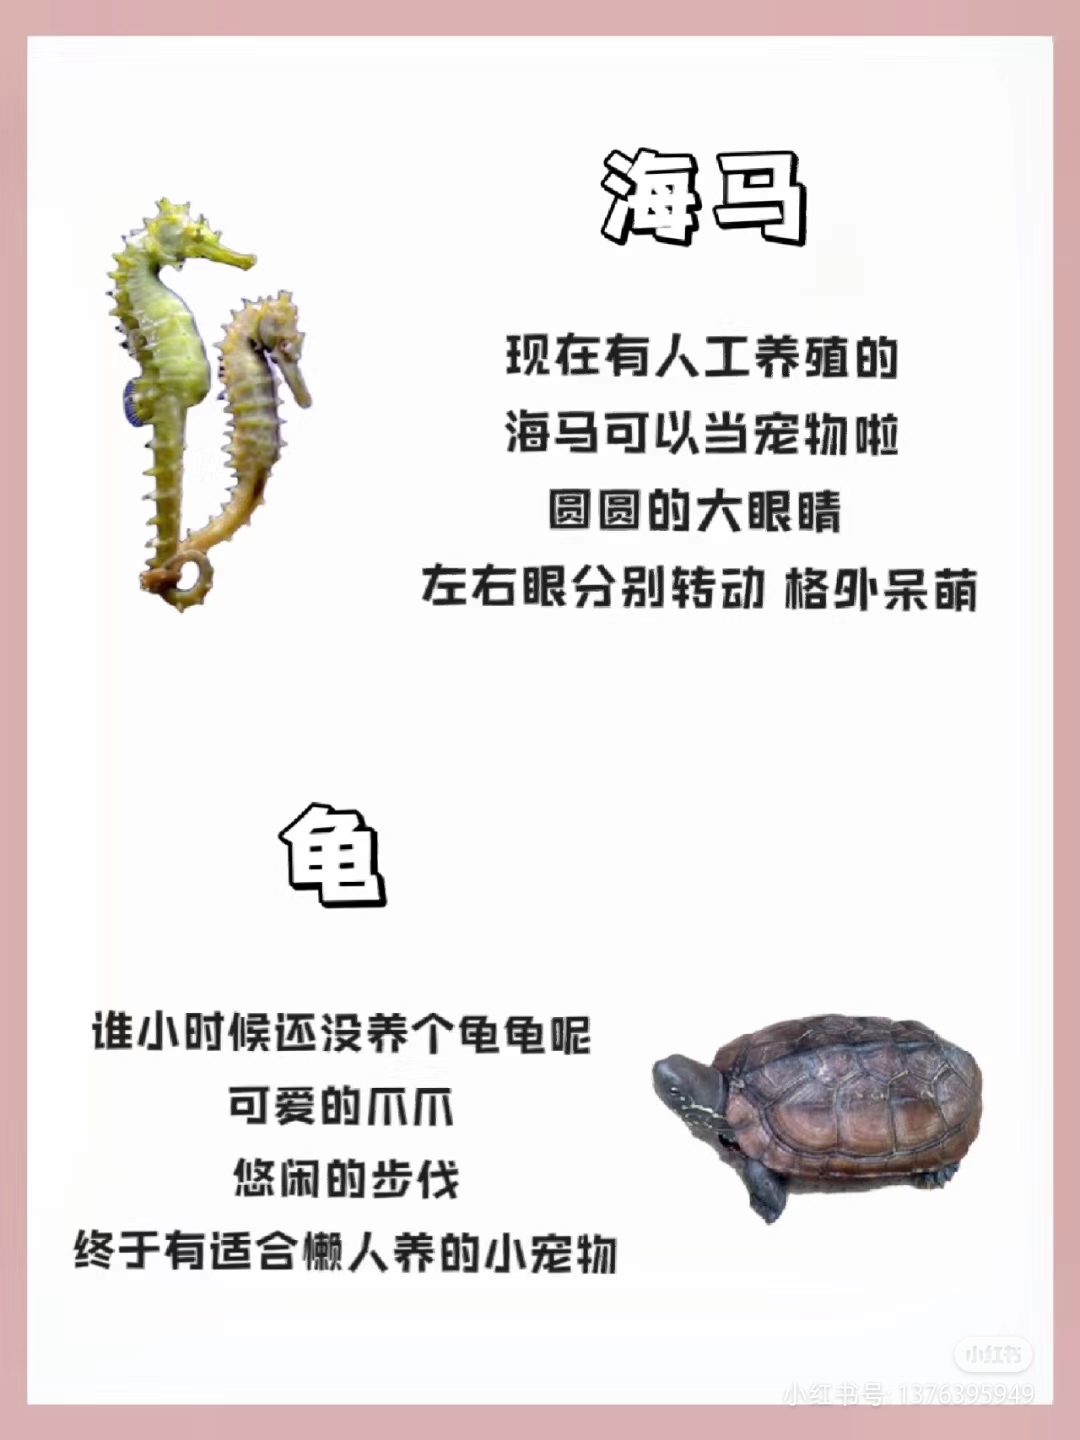 海马
现在有人工养殖的
海马可以当宠物啦
圆圆的大眼睛
左右眼分别转动 格外呆萌
龟
谁小时候还没养个龟龟呢
可爱的爪爪
悠闲的步伐
终于有适合懒人养的小宠物
小红书
小红书号: 1376395949